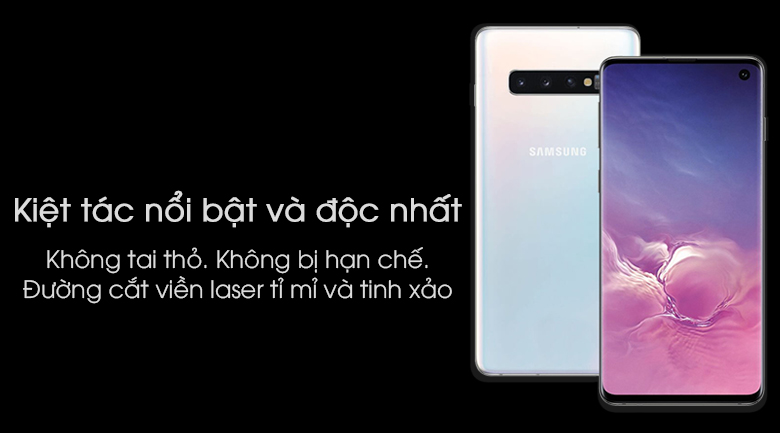 SAMSUNG
Kiệt tác nổi bật và độc nhất
Không tai thỏ. Không bị hạn chế.
Đường cắt viền laser tỉ mỉ và tinh xảo